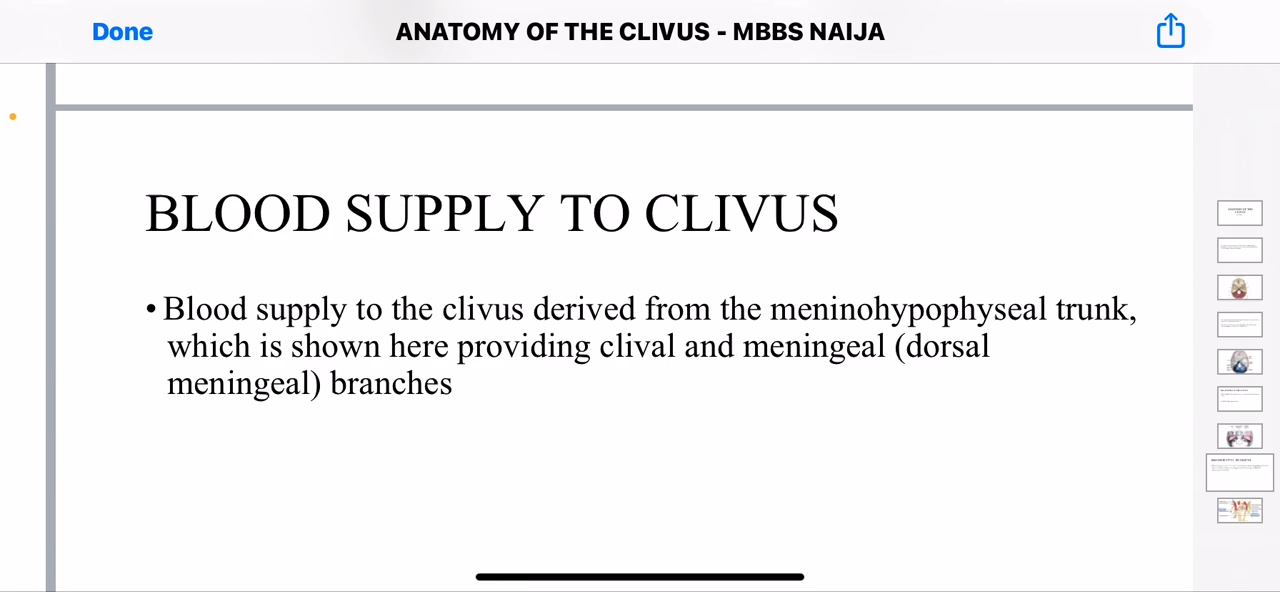 Done
ANATOMY OF THE CLIVUS - MBBS NAIJA
BLOOD SUPPLY TO CLIVUS
• Blood supply to the clivus derived from the meninohypophyseal trunk,
which is shown here providing clival and meningeal (dorsal
meningeal) branches